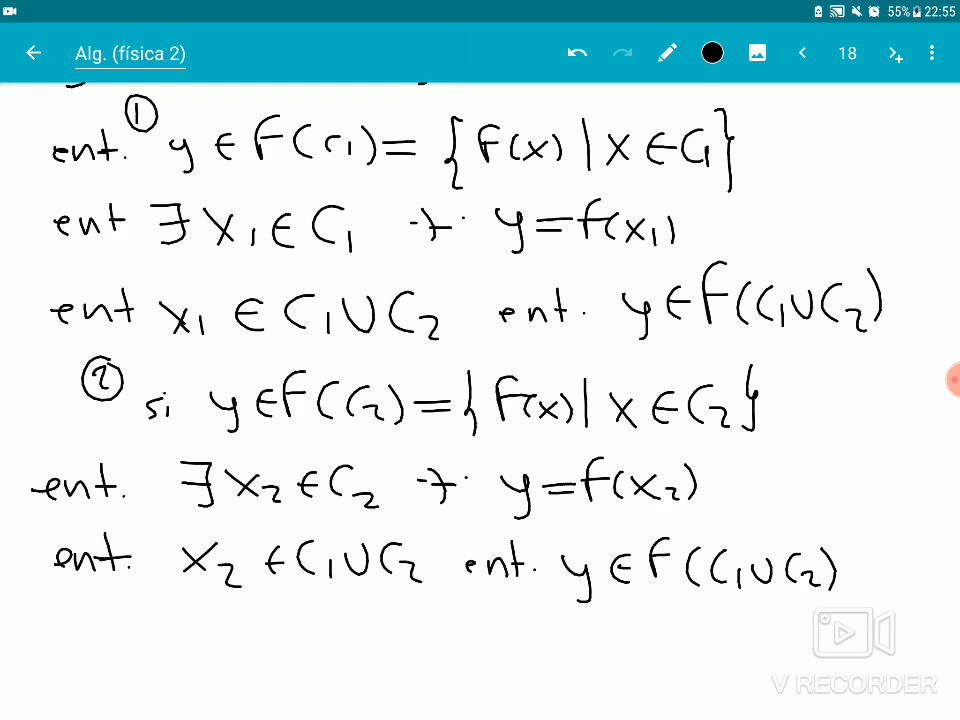 55% 22:55
Alg. (física 2)
18
①
ent. y ∈ F(C₁) = {F(x) | x ∈ C₁}
ent ∃ x₁ ∈ C₁ ·⊢· y = f(x₁)
ent x₁ ∈ C₁ ∪ C₂ ent. y ∈ F(C₁ ∪ C₂)
②
si y ∈ F(C₂) = {F(x) | x ∈ C₂}
ent. ∃ x₂ ∈ C₂ ·⊢· y = f(x₂)
ent. x₂ ∈ C₁ ∪ C₂ ent. y ∈ F(C₁ ∪ C₂)
V RECORDER